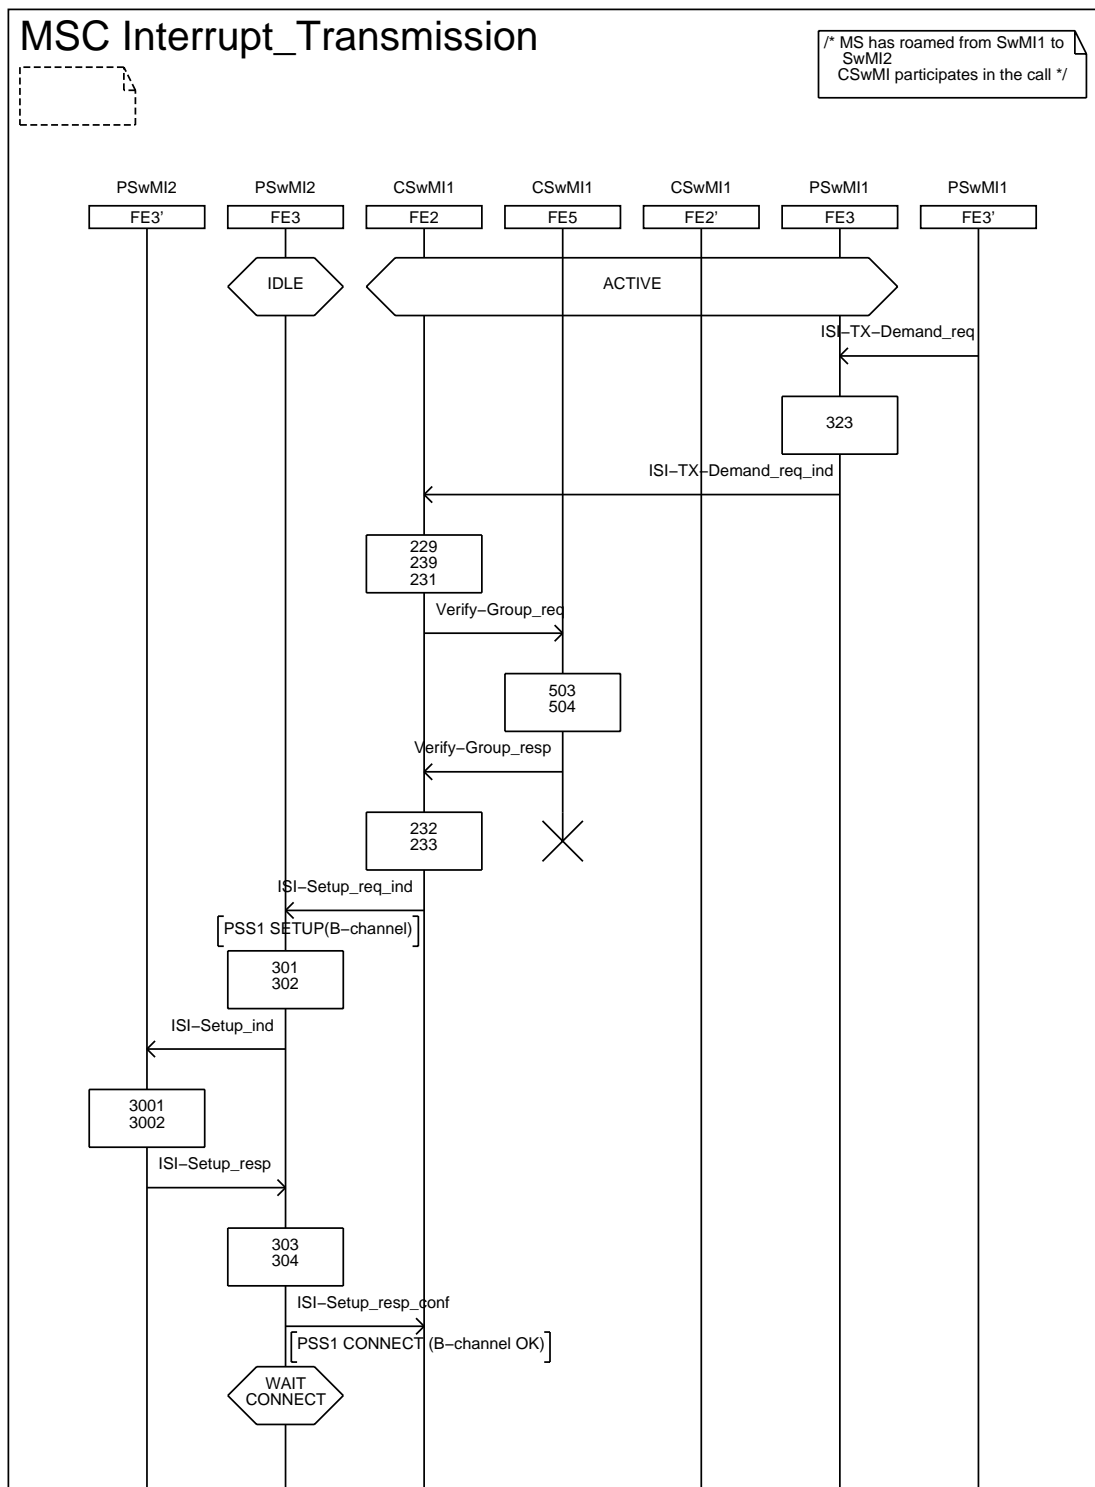 MSC Interrupt_Transmission
/* MS has roamed from SwMI1 to
SwMI2
CSwMI participates in the call */
PSwMI2 PSwMI2 CSwMI1 CSwMI1 CSwMI1 PSwMI1 PSwMI1
FE3' FE3 FE2 FE5 FE2' FE3 FE3'
IDLE ACTIVE
ISI−TX−Demand_req
323
ISI−TX−Demand_req_ind
229
239
231
Verify−Group_req
503
504
Verify−Group_resp
232
233
ISI−Setup_req_ind
PSS1 SETUP(B−channel)
301
302
ISI−Setup_ind
3001
3002
ISI−Setup_resp
303
304
ISI−Setup_resp_conf
PSS1 CONNECT (B−channel OK)
WAIT
CONNECT